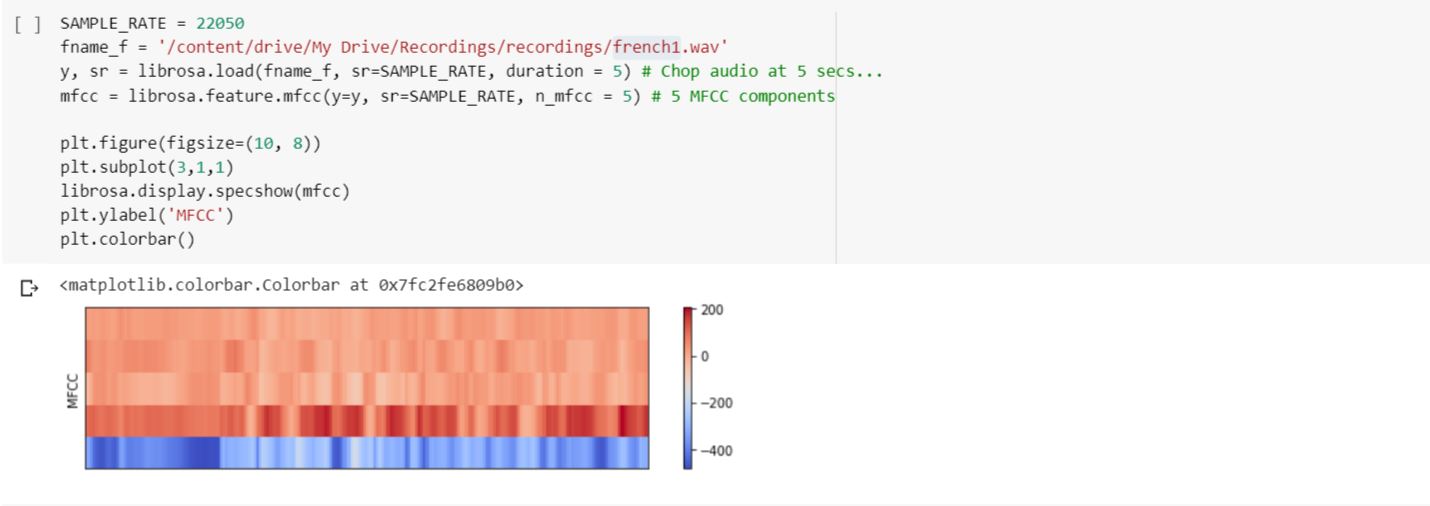 [ ] SAMPLE_RATE = 22050
fname_f = '/content/drive/My Drive/Recordings/recordings/french1.wav'
y, sr = librosa.load(fname_f, sr=SAMPLE_RATE, duration = 5) # Chop audio at 5 secs...
mfcc = librosa.feature.mfcc(y=y, sr=SAMPLE_RATE, n_mfcc = 5) # 5 MFCC components
plt.figure(figsize=(10, 8))
plt.subplot(3,1,1)
librosa.display.specshow(mfcc)
plt.ylabel('MFCC')
plt.colorbar()
<matplotlib.colorbar.Colorbar at 0x7fc2fe6809b0>
MFCC
200
0
−200
−400